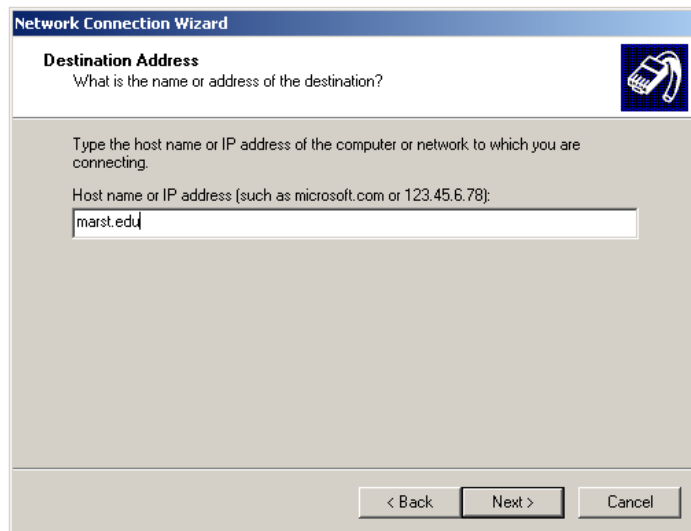 Network Connection Wizard
Destination Address
What is the name or address of the destination?
Type the host name or IP address of the computer or network to which you are
connecting.
Host name or IP address (such as microsoft.com or 123.45.6.78):
marst.edu
< Back Next > Cancel